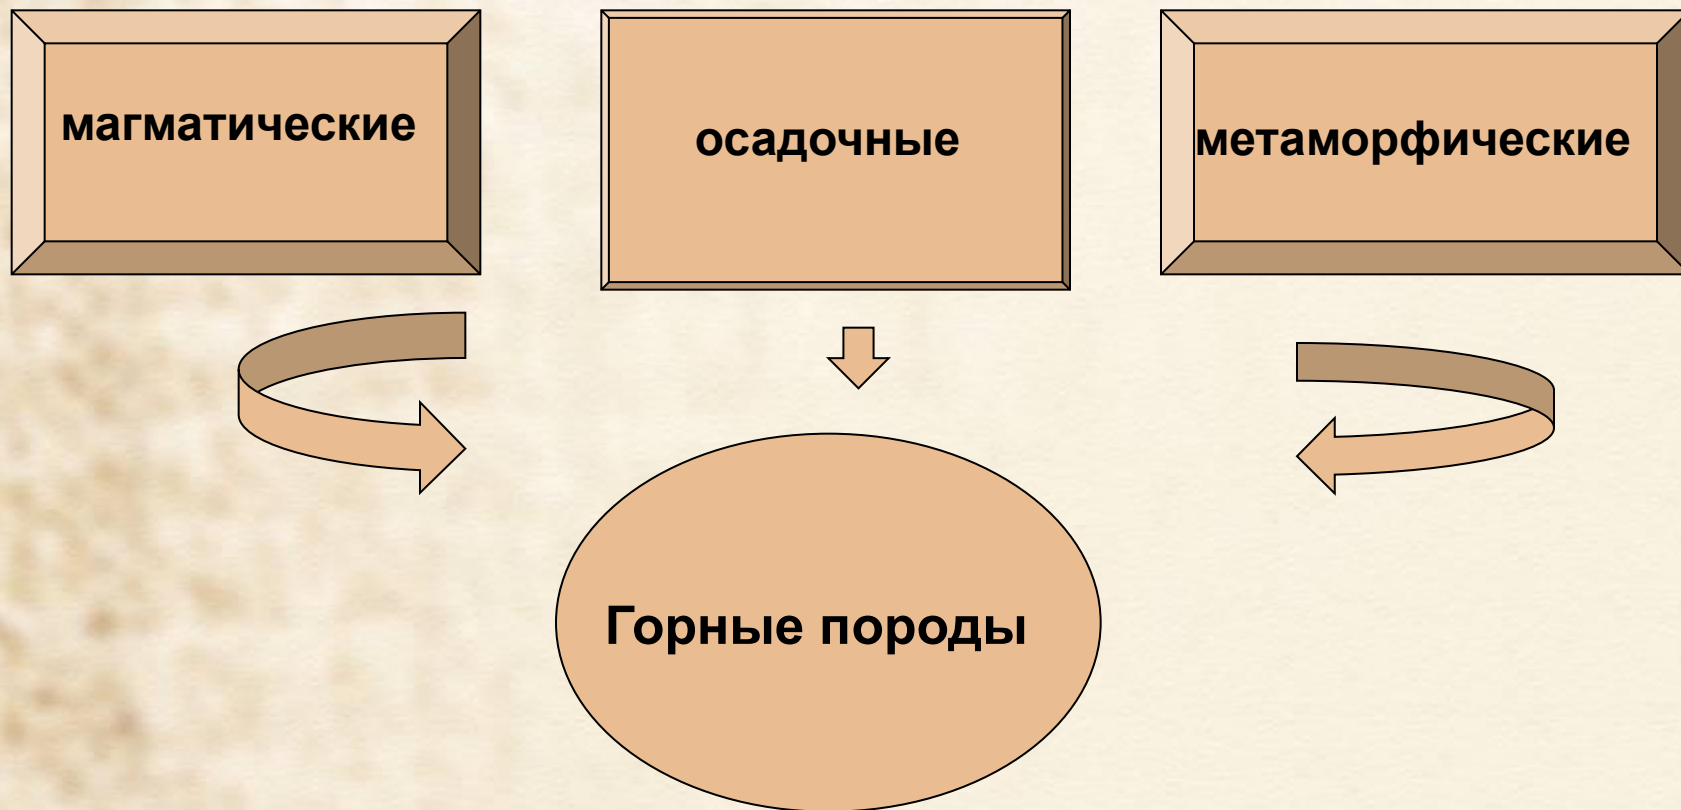 магматические
осадочные
метаморфические
Горные породы